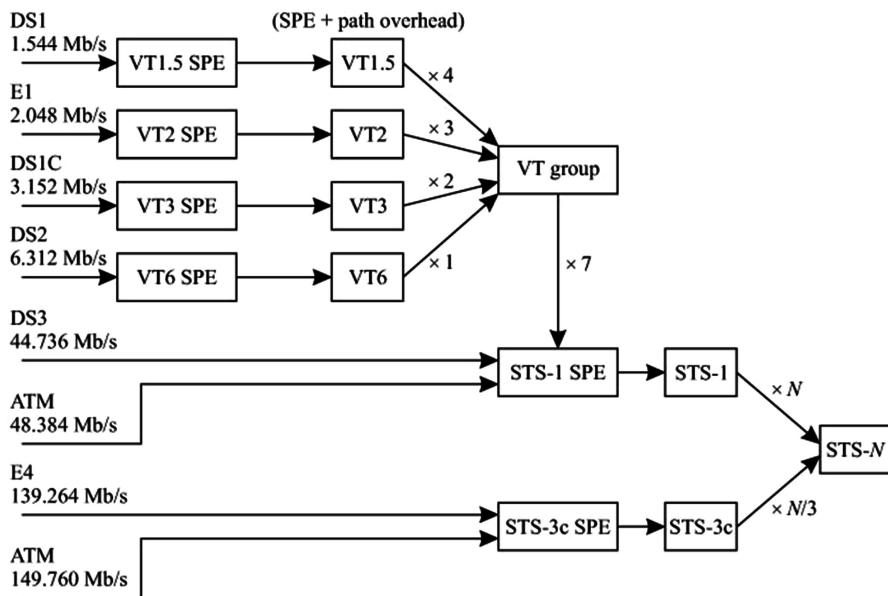 DS1
1.544 Mb/s
(SPE + path overhead)
VT1.5 SPE
VT1.5
× 4
E1
2.048 Mb/s
VT2 SPE
VT2
× 3
VT group
DS1C
3.152 Mb/s
VT3 SPE
VT3
× 2
DS2
6.312 Mb/s
VT6 SPE
VT6
× 1
× 7
DS3
44.736 Mb/s
STS-1 SPE
STS-1
× N
ATM
48.384 Mb/s
STS-N
E4
139.264 Mb/s
STS-3c SPE
STS-3c
× N/3
ATM
149.760 Mb/s